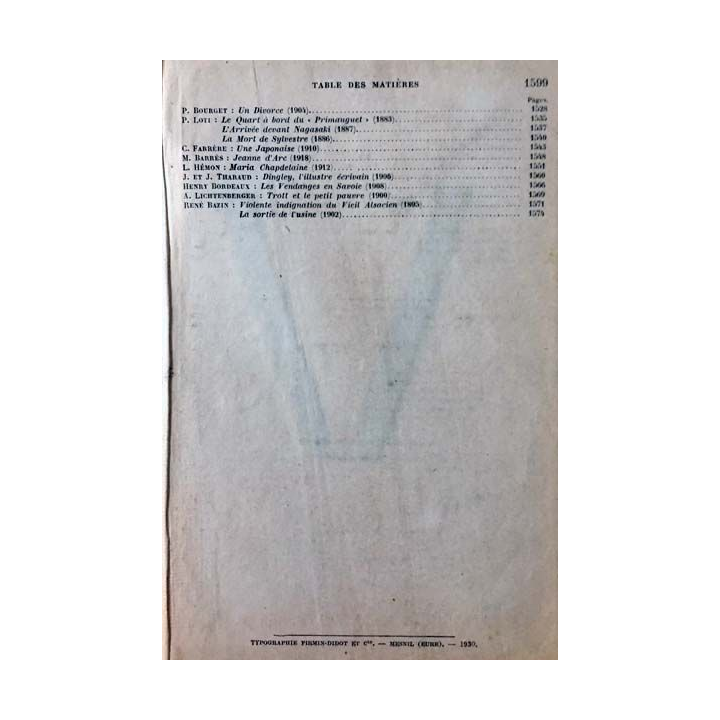 TABLE DES MATIÈRES 1599
Pages.
P. BOURGET : Un Divorce (1904) 1528
P. LOTI : Le Quart à bord du « Primauguet » (1883) 1535
L'Arrivée devant Nagasaki (1887) 1537
La Mort de Sylvestre (1886) 1540
C. FARRÈRE : Une Japonaise (1910) 1543
M. BARRÈS : Jeanne d'Arc (1918) 1548
L. HÉMON : Maria Chapdelaine (1912) 1551
J. ET J. THARAUD : Dingley, l'illustre écrivain (1906) 1560
HENRY BORDEAUX : Les Vendanges en Savoie (1908) 1566
A. LICHTENBERGER : Trott et le petit pauvre (1900) 1569
RENÉ BAZIN : Violente indignation du Vieil Alsacien (1895) 1571
La sortie de l'usine (1902) 1574
TYPOGRAPHIE FIRMIN-DIDOT ET Cie. — MESNIL (EURE). — 1930.